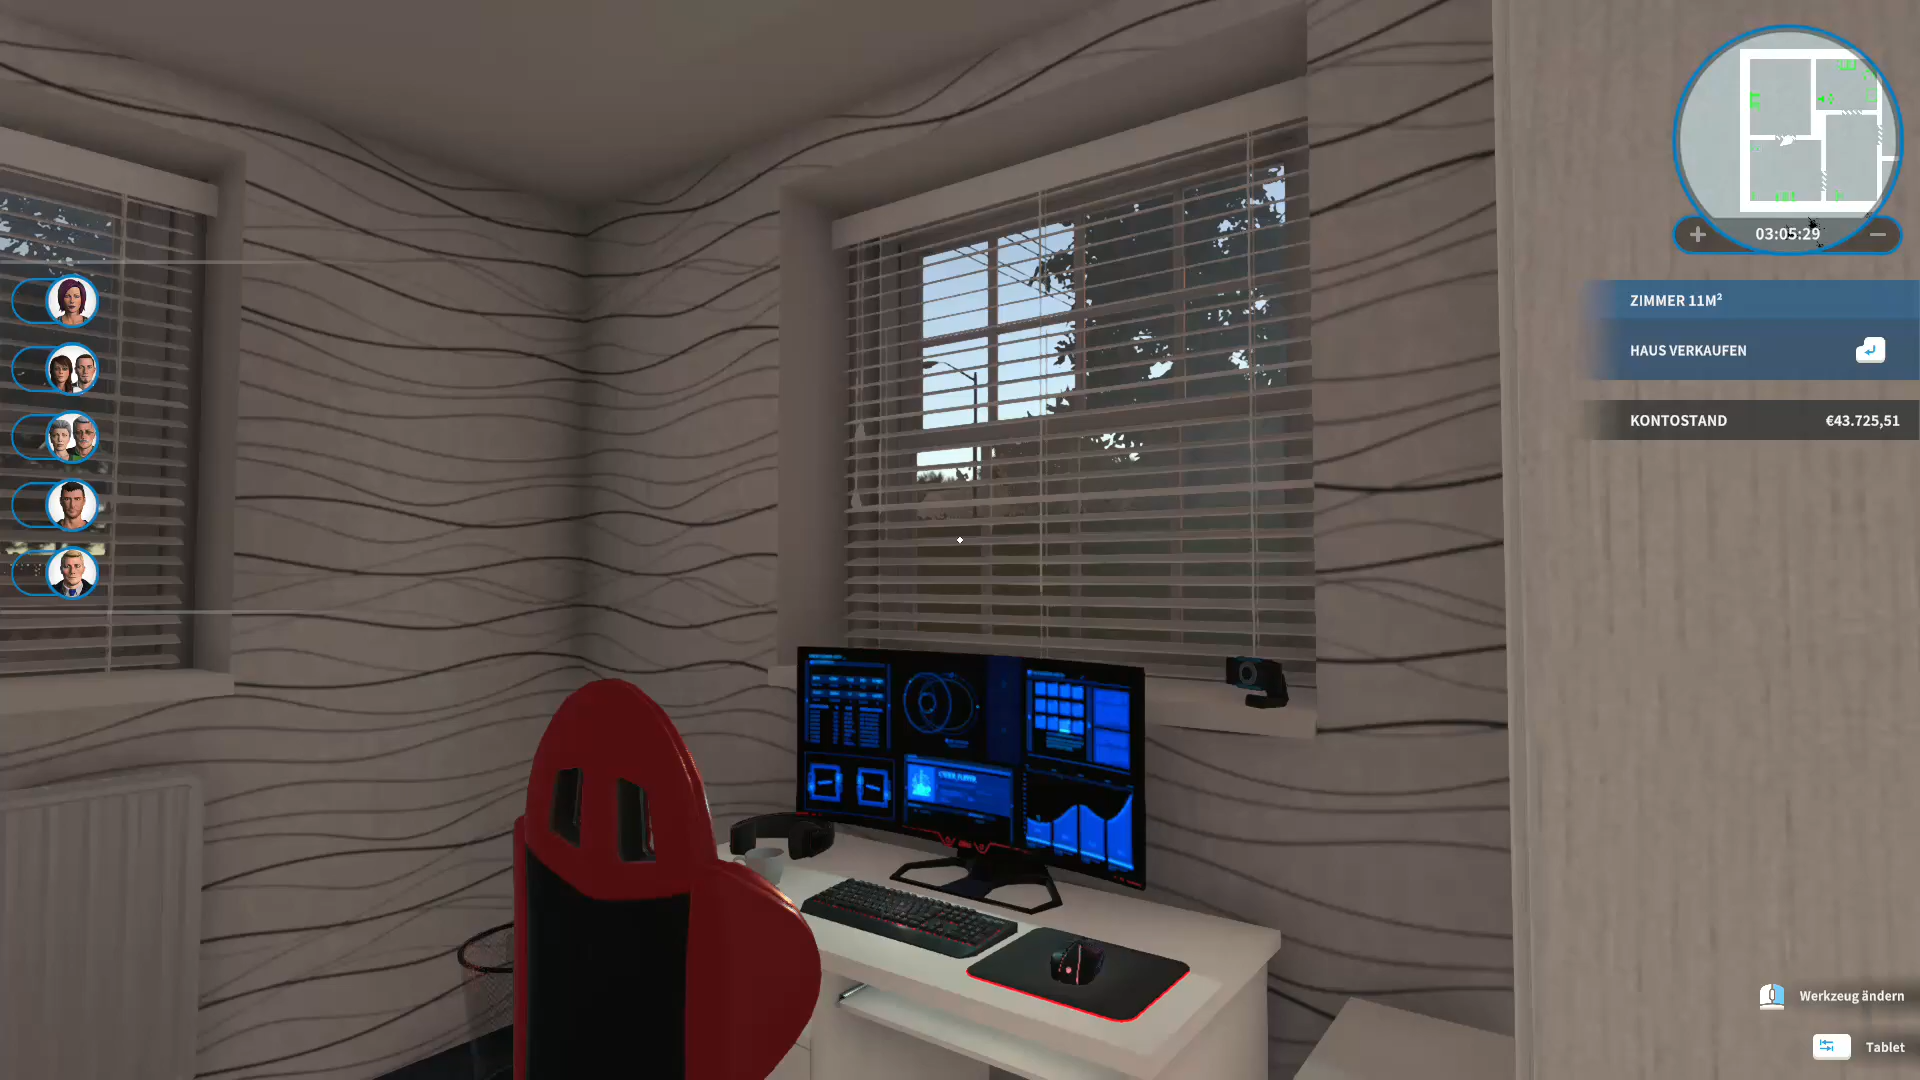 03:05:29
ZIMMER 11M²
HAUS VERKAUFEN
KONTOSTAND €43.725,51
Werkzeug ändern
Tablet